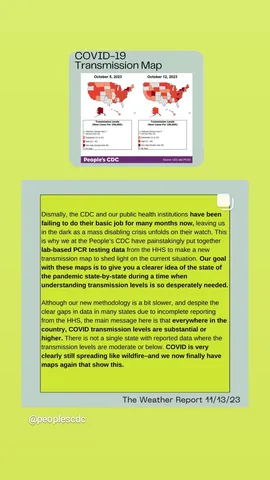 COVID-19
Transmission Map
October 5, 2023
October 12, 2023
Transmission Levels
Transmission Levels
People's CDC
Dismally, the CDC and our public health institutions have been
failing to do their basic job for many months now, leaving us
in the dark as a mass disabling crisis unfolds on their watch. This
is why we at the People's CDC have painstakingly put together
lab-based PCR testing data from the HHS to make a new
transmission map to shed light on the current situation. Our goal
with these maps is to give you a clearer idea of the state of
the pandemic state-by-state during a time when
understanding transmission levels is so desperately needed.
Although our new methodology is a bit slower, and despite the
clear gaps in data in many states due to incomplete reporting
from the HHS, the main message here is that everywhere in the
country, COVID transmission levels are substantial or
higher. There is not a single state with reported data where the
transmission levels are moderate or below. COVID is very
clearly still spreading like wildfire–and we now finally have
maps again that show this.
The Weather Report 11/13/23
@peoplescdc